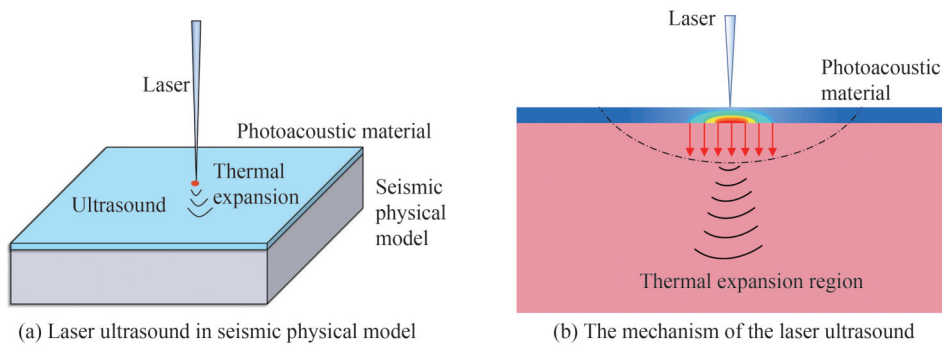 Laser
Photoacoustic material
Thermal
expansion
Ultrasound
Seismic
physical
model
(a) Laser ultrasound in seismic physical model
Laser
Photoacoustic
material
Thermal expansion region
(b) The mechanism of the laser ultrasound